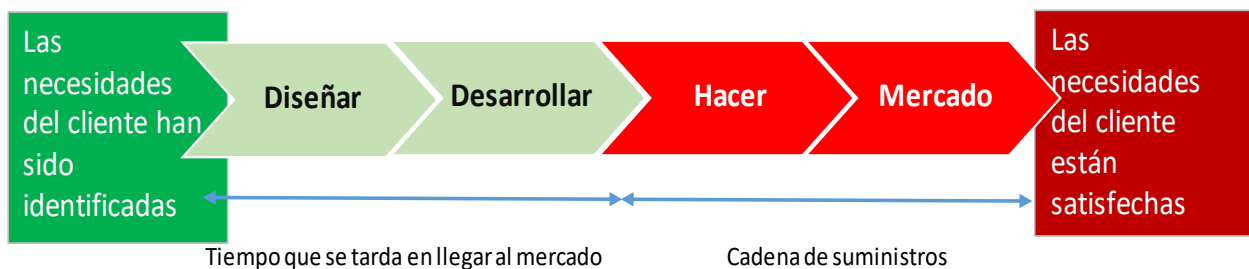 Las
necesidades
del cliente han
sido
identificadas
Diseñar
Desarrollar
Hacer
Mercado
Las
necesidades
del cliente
están
satisfechas
Tiempo que se tarda en llegar al mercado
Cadena de suministros